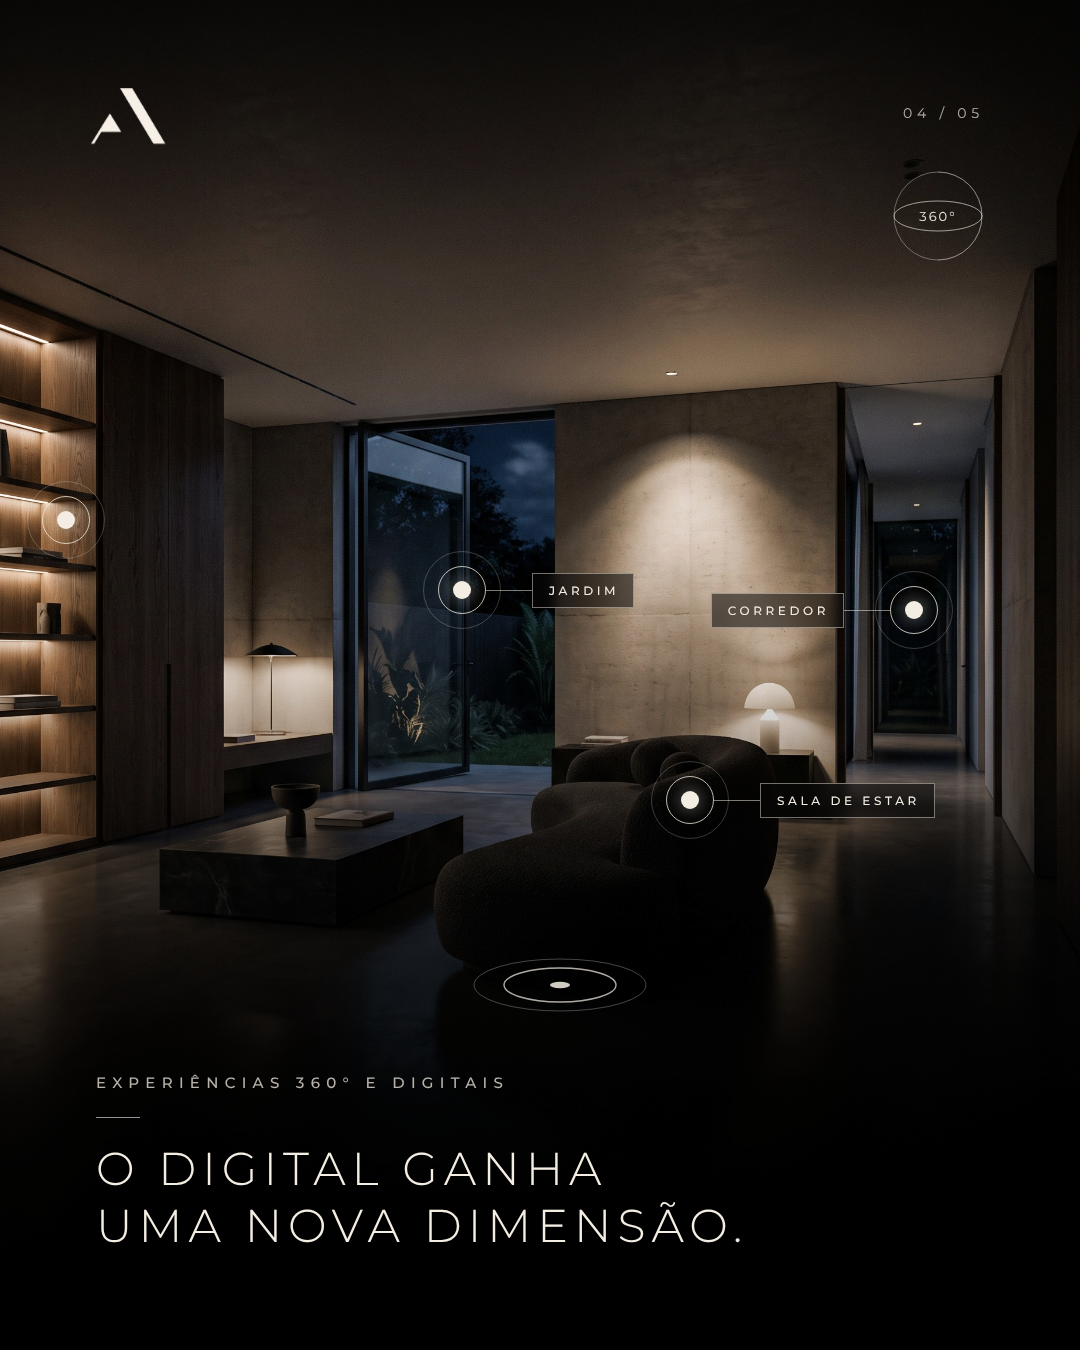 04 / 05
360°
JARDIM
CORREDOR
SALA DE ESTAR
EXPERIÊNCIAS 360° E DIGITAIS
O DIGITAL GANHA
UMA NOVA DIMENSÃO.